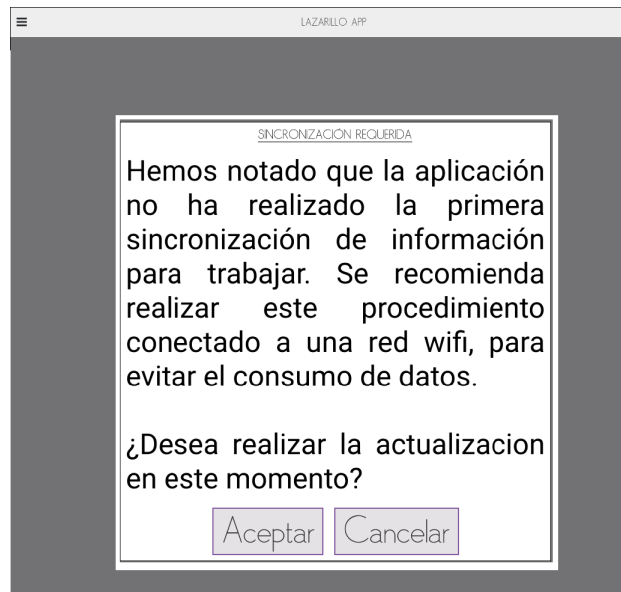 LAZARILLO APP
SINCRONIZACIÓN REQUERIDA
Hemos notado que la aplicación
no ha realizado la primera
sincronización de información
para trabajar. Se recomienda
realizar este procedimiento
conectado a una red wifi, para
evitar el consumo de datos.
¿Desea realizar la actualizacion
en este momento?
Aceptar Cancelar